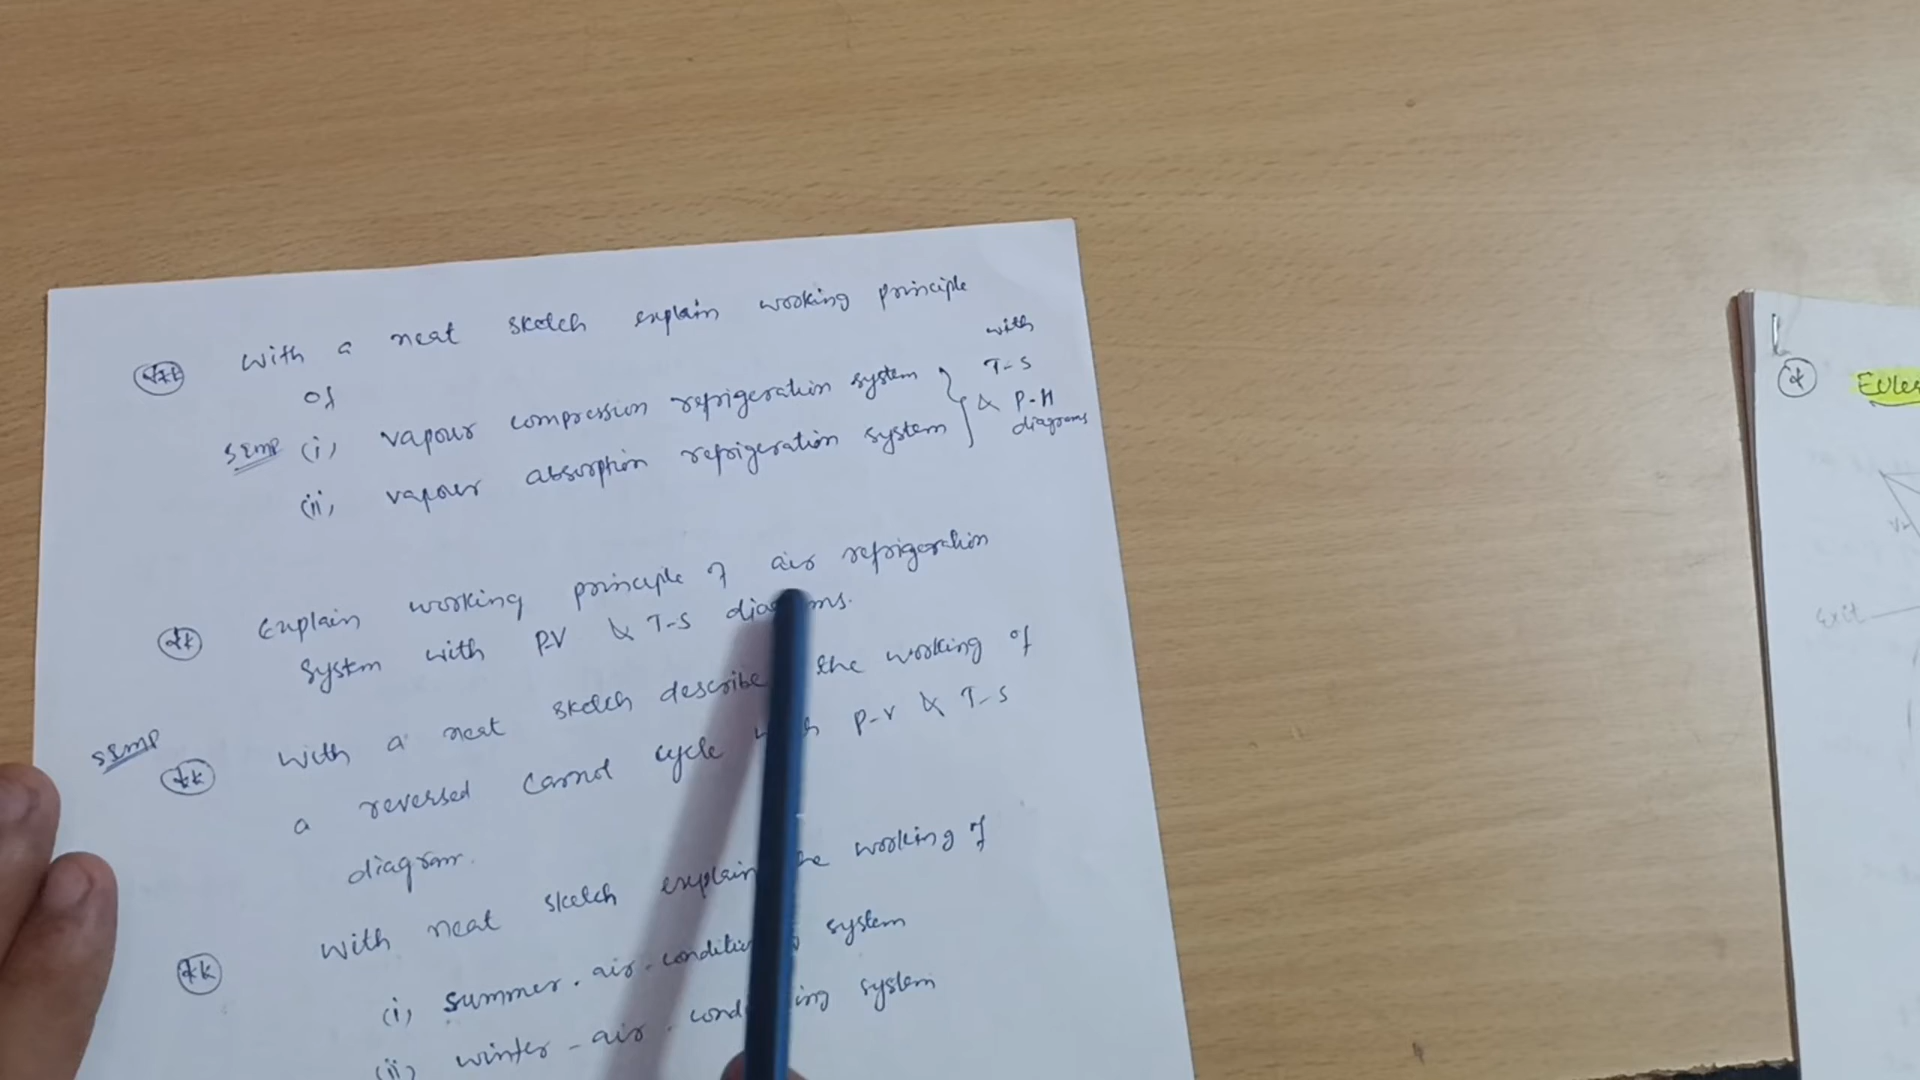 ** With a neat sketch explain working principle
of
SIMP (i), vapour compression refrigeration system
(ii), vapour absorption refrigeration system
with
T-S
& P-H
diagrams
** Explain working principle of air refrigeration
system with P-V & T-S diagrams.
SIMP ** With a neat sketch describe the working of
a reversed carnot cycle with P-V & T-S
diagram.
** With neat sketch explain the working of
(i), summer-air-conditioning system
(ii), winter-air-conditioning system
Exit